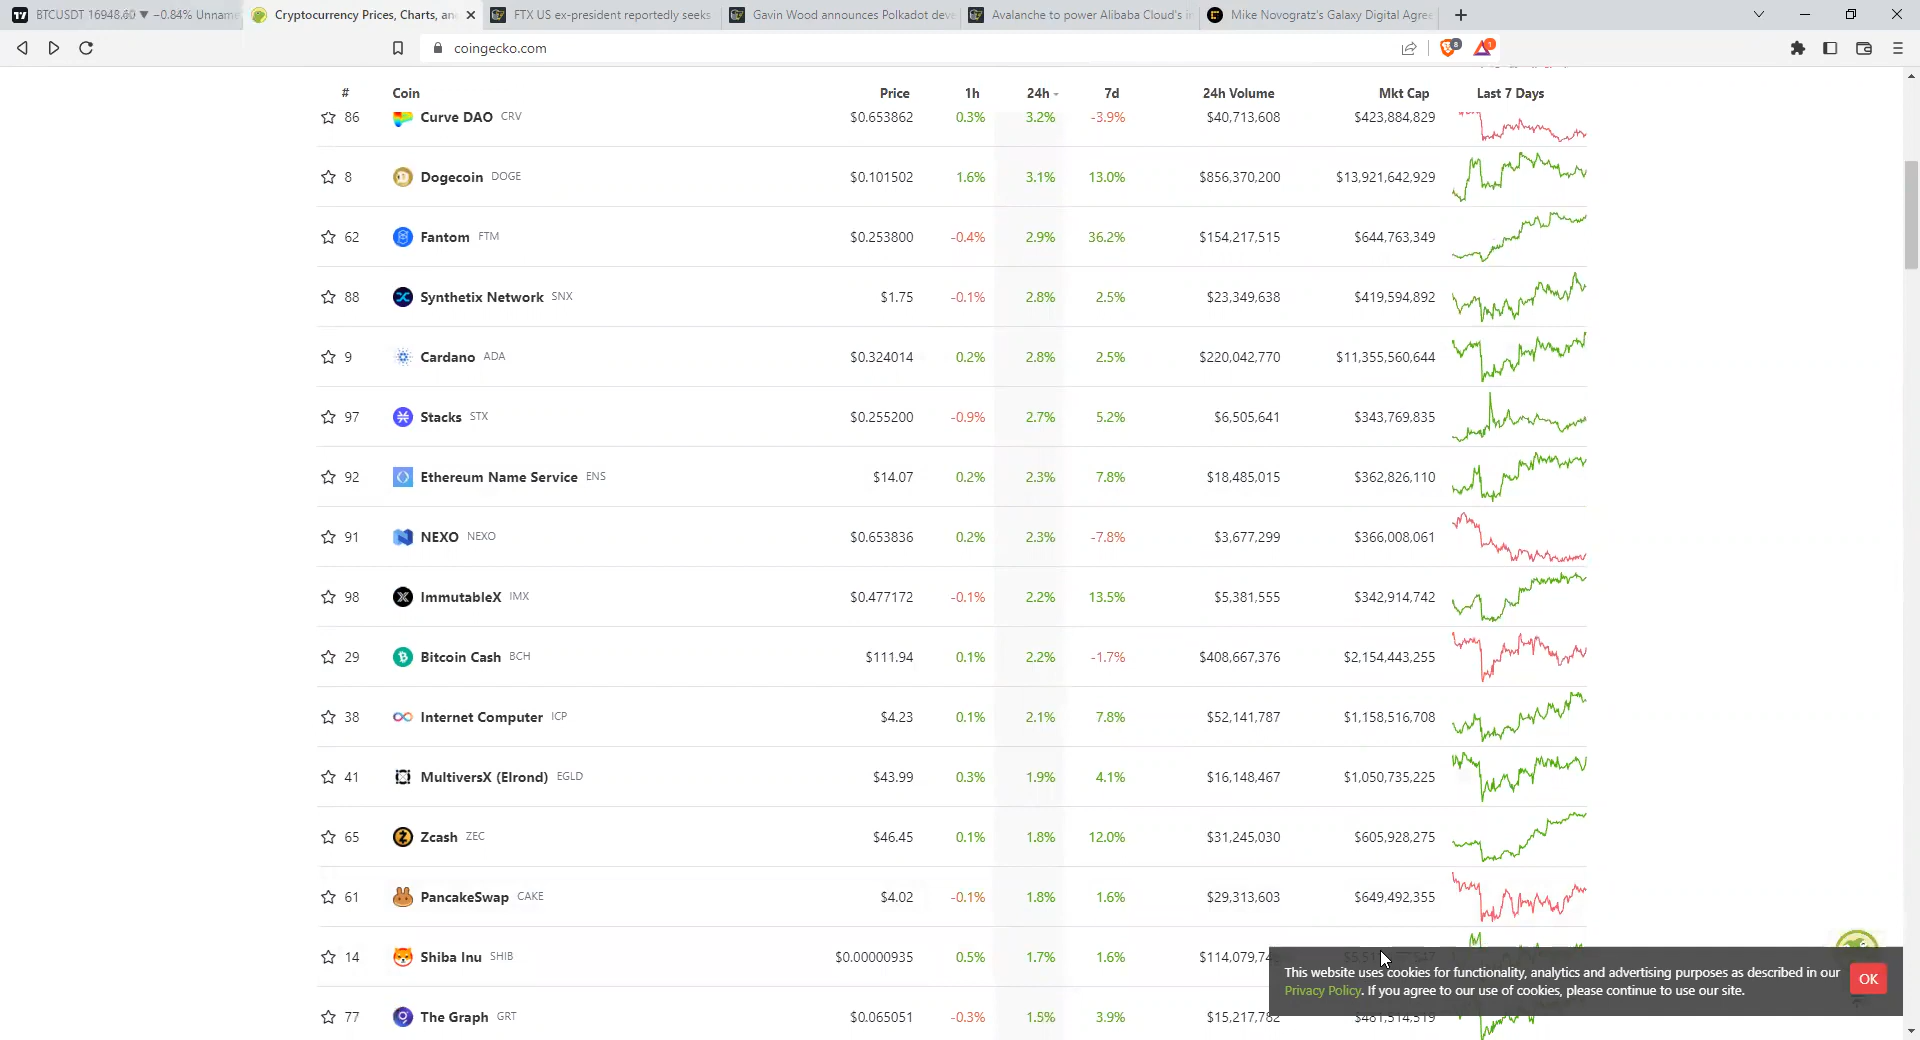 BTCUSDT 16948.60 ▼ −0.84% Unname
Cryptocurrency Prices, Charts, an
FTX US ex-president reportedly seeks
Gavin Wood announces Polkadot deve
Avalanche to power Alibaba Cloud's i
Mike Novogratz's Galaxy Digital Agree
coingecko.com
8
1
# Coin Price 1h 24h 7d 24h Volume Mkt Cap Last 7 Days
86 Curve DAO CRV $0.653862 0.3% 3.2% -3.9% $40,713,608 $423,884,829
8 Dogecoin DOGE $0.101502 1.6% 3.1% 13.0% $856,370,200 $13,921,642,929
62 Fantom FTM $0.253800 -0.4% 2.9% 36.2% $154,217,515 $644,763,349
88 Synthetix Network SNX $1.75 -0.1% 2.8% 2.5% $23,349,638 $419,594,892
9 Cardano ADA $0.324014 0.2% 2.8% 2.5% $220,042,770 $11,355,560,644
97 Stacks STX $0.255200 -0.9% 2.7% 5.2% $6,505,641 $343,769,835
92 Ethereum Name Service ENS $14.07 0.2% 2.3% 7.8% $18,485,015 $362,826,110
91 NEXO NEXO $0.653836 0.2% 2.3% -7.8% $3,677,299 $366,008,061
98 ImmutableX IMX $0.477172 -0.1% 2.2% 13.5% $5,381,555 $342,914,742
29 Bitcoin Cash BCH $111.94 0.1% 2.2% -1.7% $408,667,376 $2,154,443,255
38 Internet Computer ICP $4.23 0.1% 2.1% 7.8% $52,141,787 $1,158,516,708
41 MultiversX (Elrond) EGLD $43.99 0.3% 1.9% 4.1% $16,148,467 $1,050,735,225
65 Zcash ZEC $46.45 0.1% 1.8% 12.0% $31,245,030 $605,928,275
61 PancakeSwap CAKE $4.02 -0.1% 1.8% 1.6% $29,313,603 $649,492,355
14 Shiba Inu SHIB $0.00000935 0.5% 1.7% 1.6%
This website uses cookies for functionality, analytics and advertising purposes as described in our
Privacy Policy. If you agree to our use of cookies, please continue to use our site.
OK
77 The Graph GRT $0.065051 -0.3% 1.5% 3.9% $15,217,782 $481,514,519